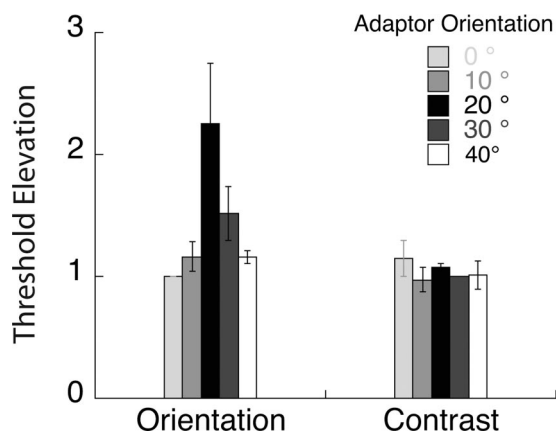 Adaptor Orientation
0 °
10 °
20 °
30 °
40°
Threshold Elevation
3
2
1
0
Orientation
Contrast